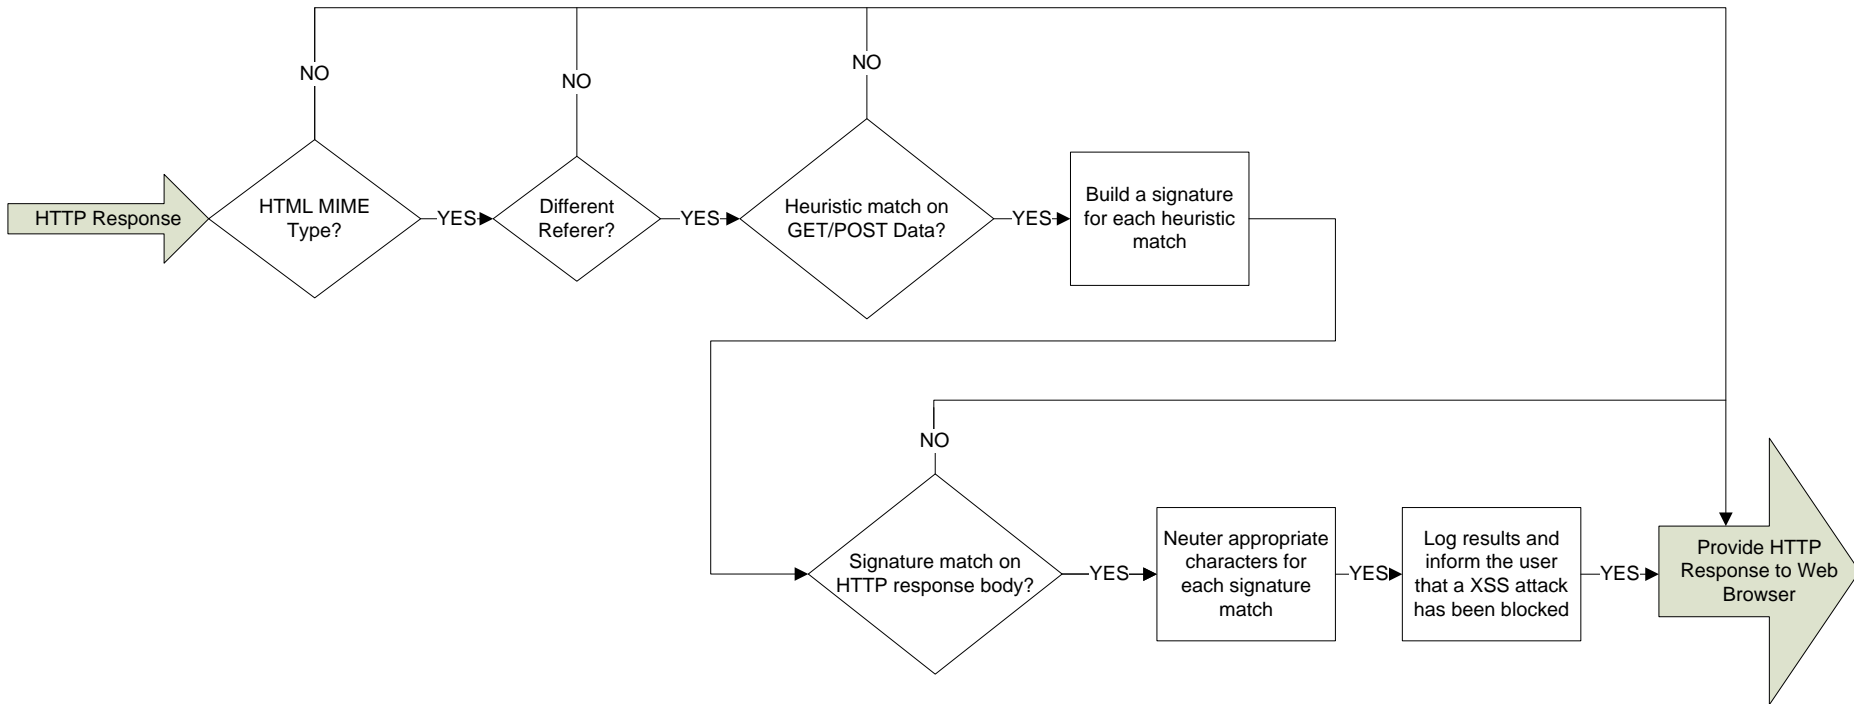 NO
NO
NO
HTTP Response
HTML MIME
Type?
YES
Different
Referer?
YES
Heuristic match on
GET/POST Data?
YES
Build a signature
for each heuristic
match
NO
Signature match on
HTTP response body?
YES
Neuter appropriate
characters for
each signature
match
YES
Log results and
inform the user
that a XSS attack
has been blocked
YES
Provide HTTP
Response to Web
Browser